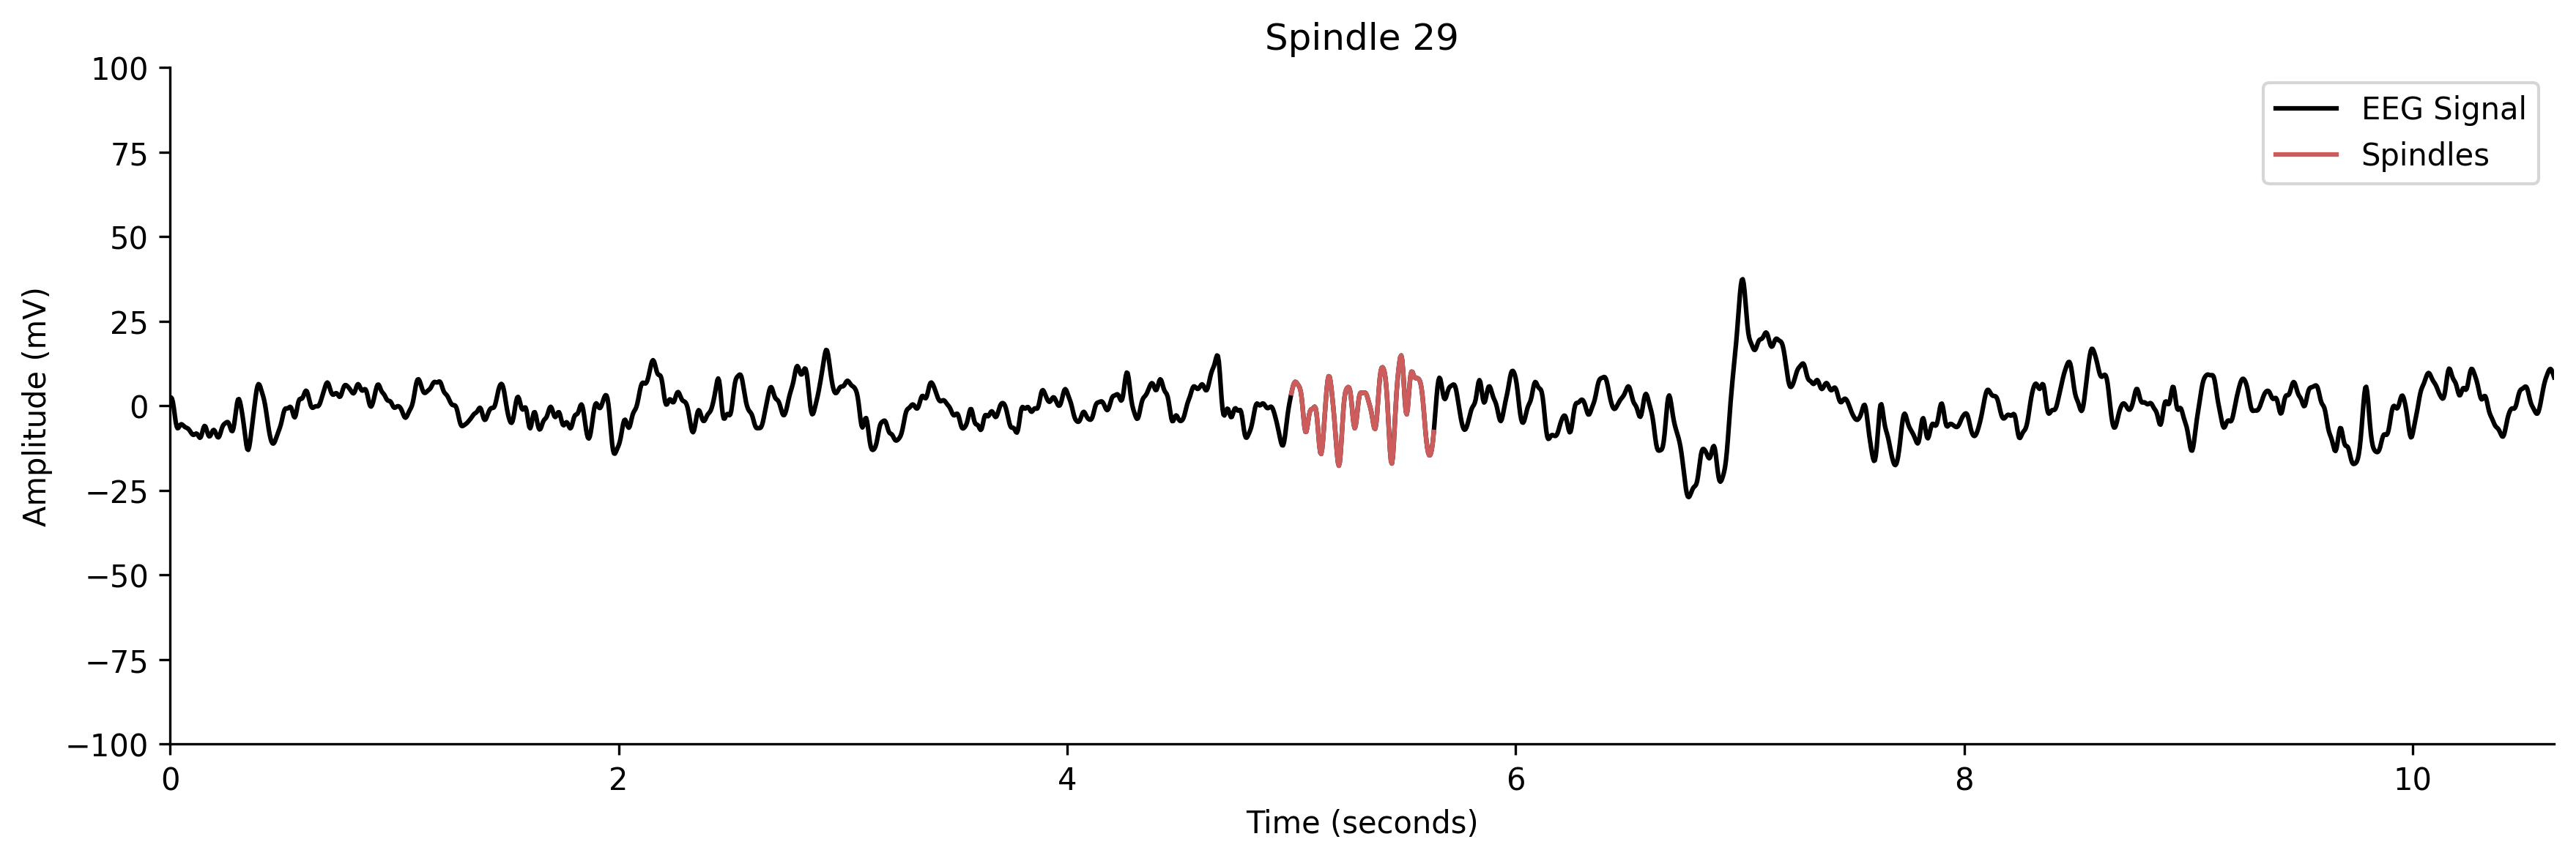 Spindle 29
100
75
50
25
0
−25
−50
−75
−100
Amplitude (mV)
EEG Signal
Spindles
0 2 4 6 8 10
Time (seconds)